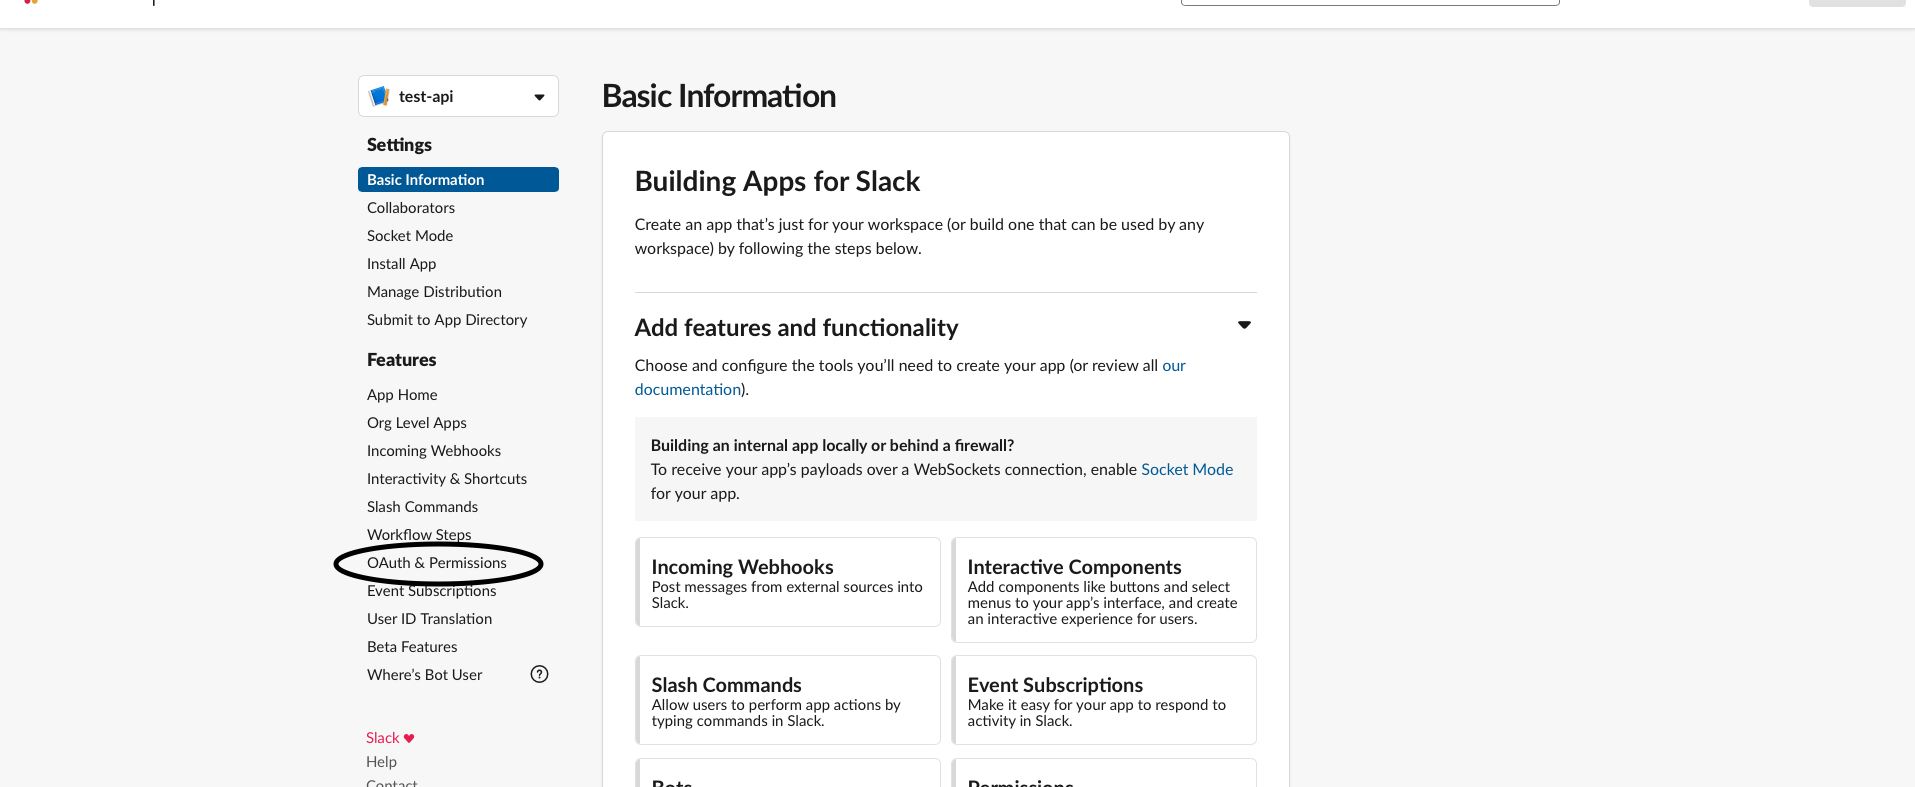 test-api
Settings
Basic Information
Collaborators
Socket Mode
Install App
Manage Distribution
Submit to App Directory
Features
App Home
Org Level Apps
Incoming Webhooks
Interactivity & Shortcuts
Slash Commands
Workflow Steps
OAuth & Permissions
Event Subscriptions
User ID Translation
Beta Features
Where's Bot User
?
Slack
Help
Contact
Basic Information
Building Apps for Slack
Create an app that's just for your workspace (or build one that can be used by any
workspace) by following the steps below.
Add features and functionality
Choose and configure the tools you'll need to create your app (or review all our
documentation).
Building an internal app locally or behind a firewall?
To receive your app's payloads over a WebSockets connection, enable Socket Mode
for your app.
Incoming Webhooks
Post messages from external sources into
Slack.
Interactive Components
Add components like buttons and select
menus to your app's interface, and create
an interactive experience for users.
Slash Commands
Allow users to perform app actions by
typing commands in Slack.
Event Subscriptions
Make it easy for your app to respond to
activity in Slack.
Bots
Permissions